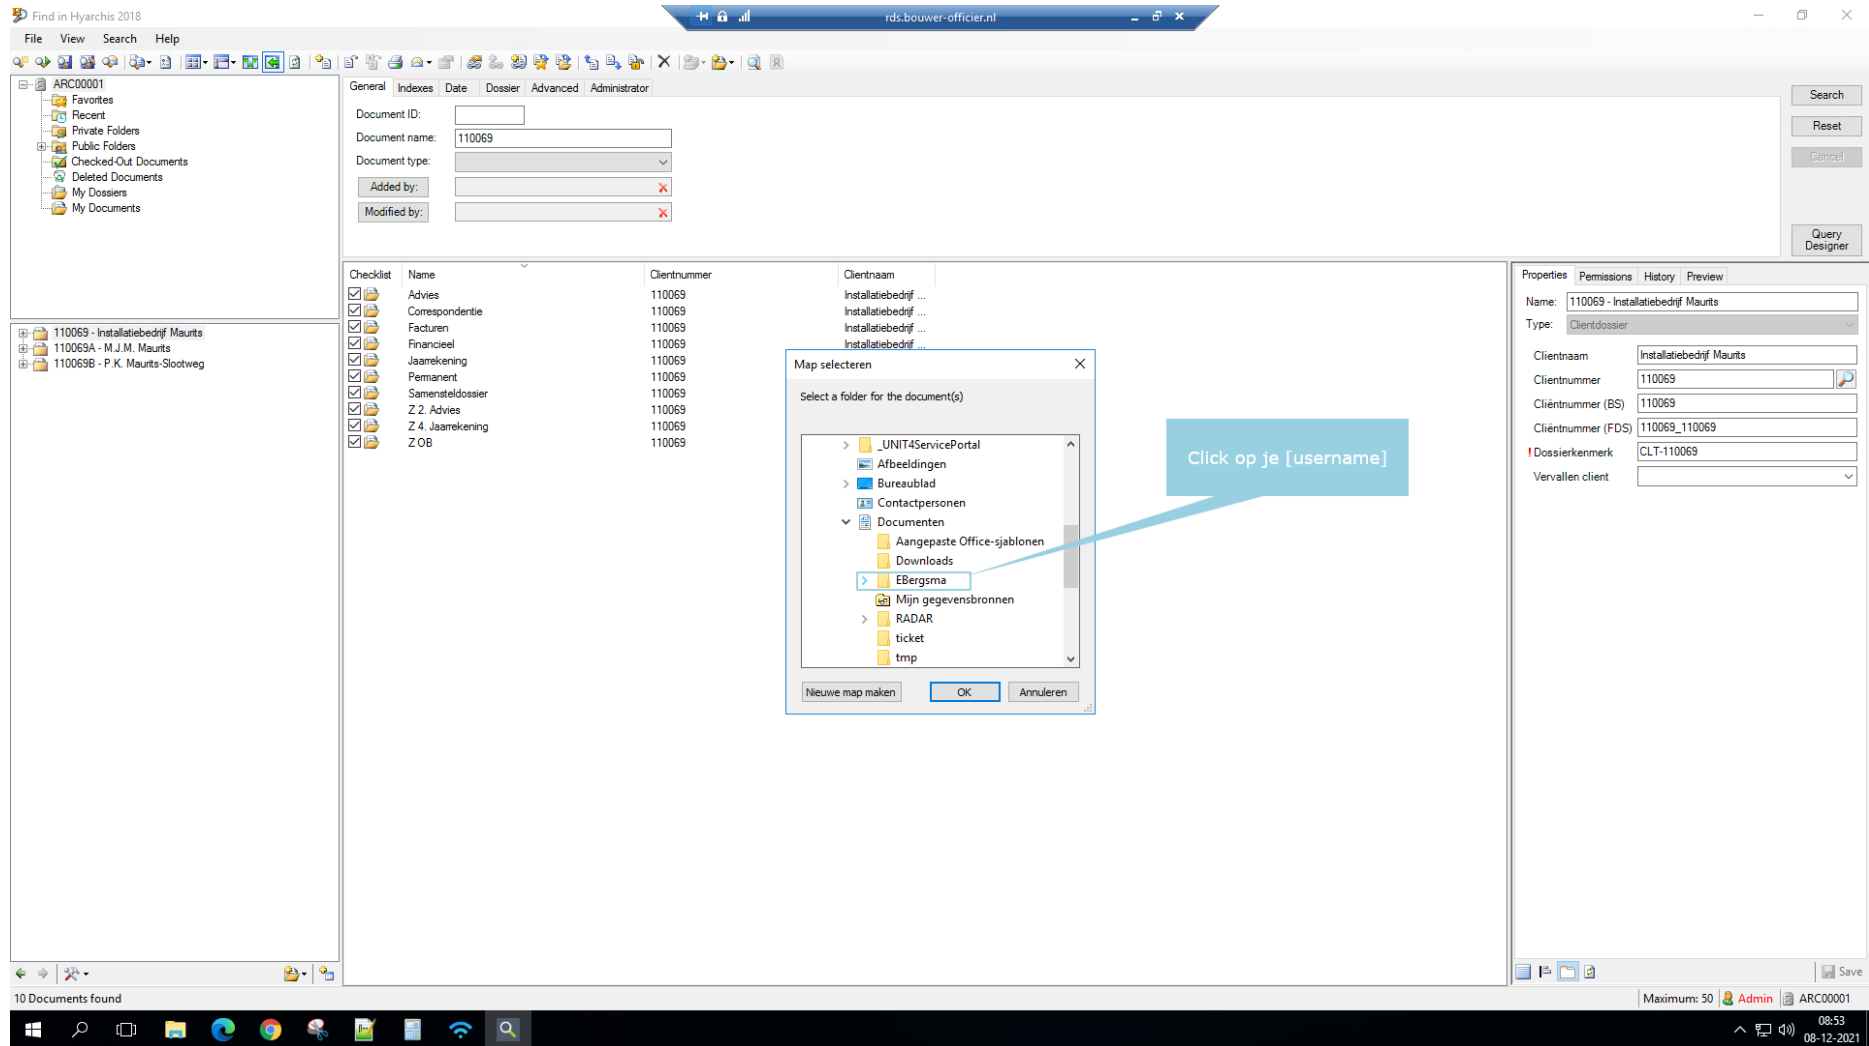 Find in Hyarchis 2018
rds.bouwer-officier.nl
File View Search Help
ARC00001
Favorites
Recent
Private Folders
Public Folders
Checked-Out Documents
Deleted Documents
My Dossiers
My Documents
General Indexes Date Dossier Advanced Administrator
Document ID:
Document name: 110069
Document type:
Added by:
Modified by:
Search
Reset
Cancel
Query
Designer
110069 - Installatiebedrijf Maurits
110069A - M.J.M. Maurits
110069B - P.K. Maurits-Slootweg
Checklist Name Clientnummer Clientnaam
Advies 110069 Installatiebedrijf ...
Correspondentie 110069 Installatiebedrijf ...
Facturen 110069 Installatiebedrijf ...
Financieel 110069 Installatiebedrijf ...
Jaarrekening 110069
Permanent 110069
Samensteldossier 110069
Z 2. Advies 110069
Z 4. Jaarrekening 110069
Z OB 110069
Map selecteren
Select a folder for the document(s)
_UNIT4ServicePortal
Afbeeldingen
Bureaublad
Contactpersonen
Documenten
Aangepaste Office-sjablonen
Downloads
EBergsma
Mijn gegevensbronnen
RADAR
ticket
tmp
Nieuwe map maken OK Annuleren
Click op je [username]
Properties Permissions History Preview
Name: 110069 - Installatiebedrijf Maurits
Type: Clientdossier
Clientnaam Installatiebedrijf Maurits
Clientnummer 110069
Cliëntnummer (BS) 110069
Cliëntnummer (FDS) 110069_110069
! Dossierkenmerk CLT-110069
Vervallen client
Save
10 Documents found
Maximum: 50 Admin ARC00001
08:53
08-12-2021